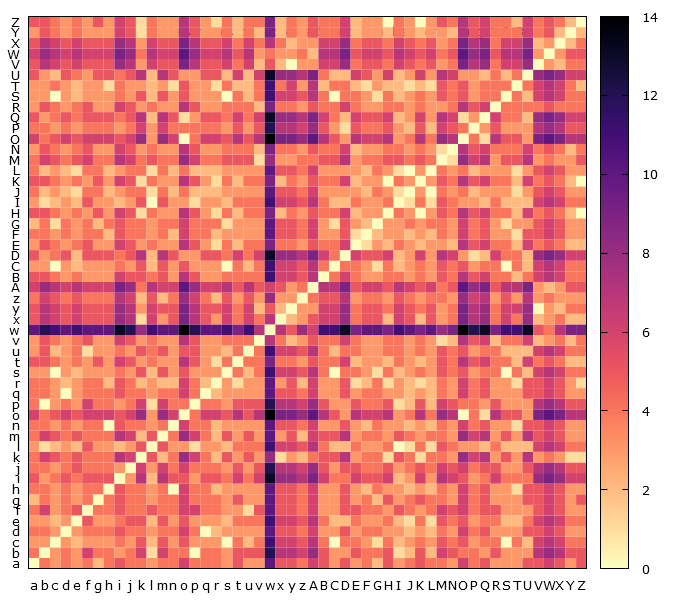 Z
Y
X
W
V
U
T
S
R
Q
P
O
N
M
L
K
J
I
H
G
F
E
D
C
B
A
z
y
x
w
v
u
t
s
r
q
p
o
n
m
l
k
j
i
h
g
f
e
d
c
b
a
a b c d e f g h i j k l m n o p q r s t u v w x y z A B C D E F G H I J K L M N O P Q R S T U V W X Y Z
14
12
10
8
6
4
2
0